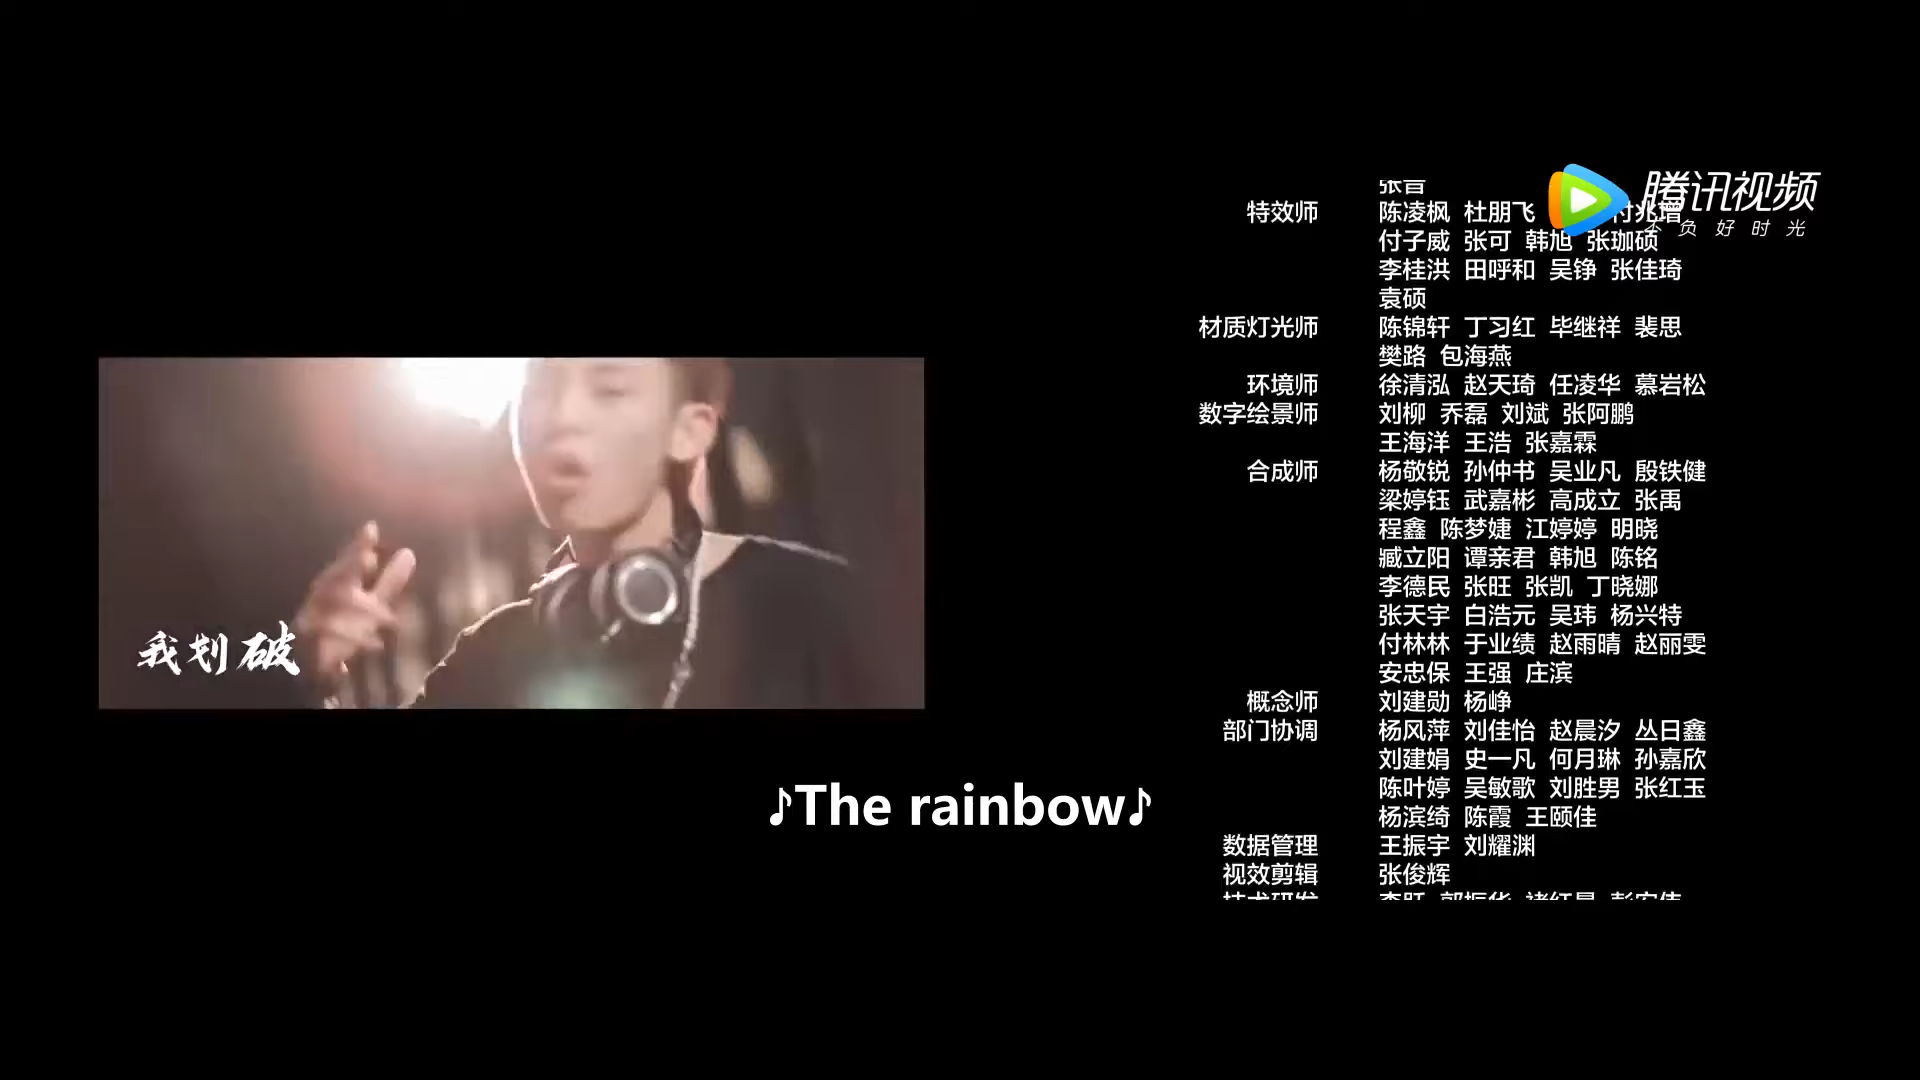 特效师 陈凌枫 杜朋飞 付兆增
付子威 张可 韩旭 张珈硕
李桂洪 田呼和 吴铮 张佳琦
袁硕
材质灯光师 陈锦轩 丁习红 毕继祥 裴思
樊路 包海燕
环境师 徐清泓 赵天琦 任凌华 慕岩松
数字绘景师 刘柳 乔磊 刘斌 张阿鹏
王海洋 王浩 张嘉霖
合成师 杨敬锐 孙仲书 吴业凡 殷铁健
梁婷钰 武嘉彬 高成立 张禹
程鑫 陈梦婕 江婷婷 明晓
臧立阳 谭亲君 韩旭 陈铭
李德民 张旺 张凯 丁晓娜
张天宇 白浩元 吴玮 杨兴特
付林林 于业绩 赵雨晴 赵丽雯
安忠保 王强 庄滨
概念师 刘建勋 杨峥
部门协调 杨风萍 刘佳怡 赵晨汐 丛日鑫
刘建娟 史一凡 何月琳 孙嘉欣
陈叶婷 吴敏歌 刘胜男 张红玉
杨滨绮 陈霞 王颐佳
数据管理 王振宇 刘耀渊
视效剪辑 张俊辉
腾讯视频
不负好时光
我划破
♪The rainbow♪